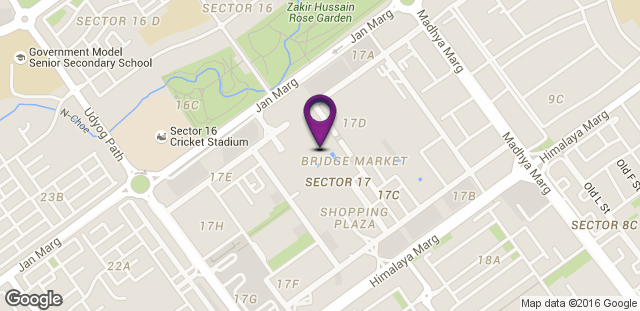 Zakir Hussain
Rose Garden
SECTOR 16 D
SECTOR 16
Jan Marg
Madhya Marg
17A
Government Model
Senior Secondary School
16C
Jan Marg
9C
N-Choe
Udyog Path
Sector 16
Cricket Stadium
17D
Madhya Marg
Himalaya Marg
BRIDGE MARKET
Old F St
17E
SECTOR 17
17C
17B
Old L St
23B
SHOPPING
PLAZA
17H
SECTOR 8C
Jan Marg
22A
Himalaya Marg
18A
17F
17G
Google
Google
Map data ©2016 Google